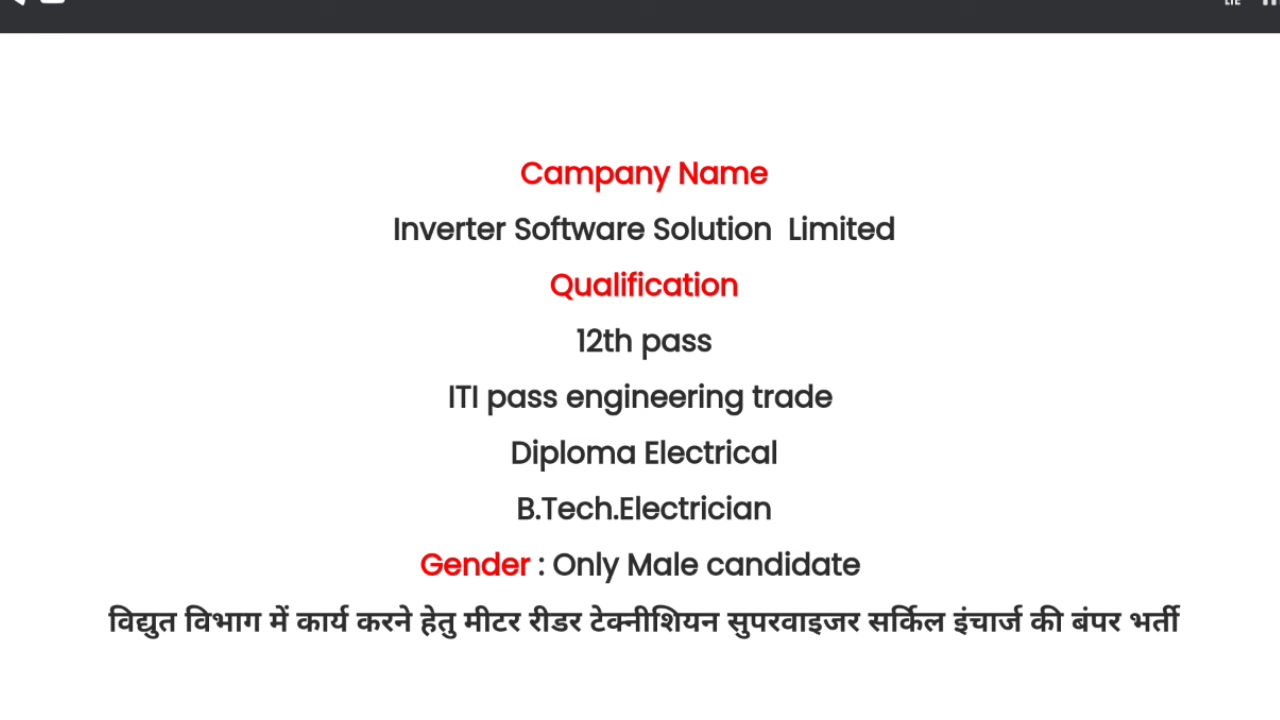 LTE
Campany Name
Inverter Software Solution Limited
Qualification
12th pass
ITI pass engineering trade
Diploma Electrical
B.Tech.Electrician
Gender : Only Male candidate
विद्युत विभाग में कार्य करने हेतु मीटर रीडर टेक्नीशियन सुपरवाइजर सर्किल इंचार्ज की बंपर भर्ती